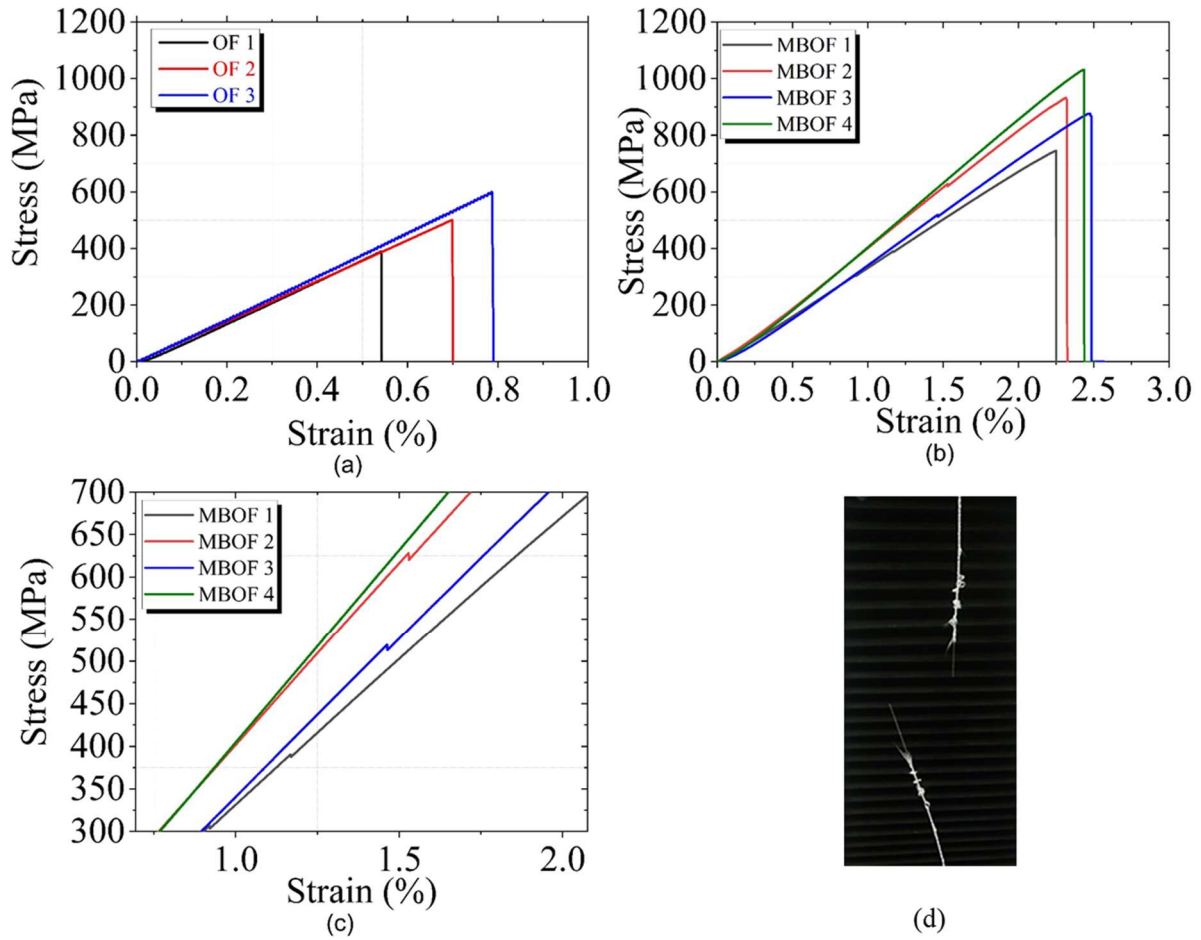 1200
1000
800
600
400
200
0
Stress (MPa)
OF 1
OF 2
OF 3
0.0 0.2 0.4 0.6 0.8 1.0
Strain (%)
(a)
1200
1000
800
600
400
200
0
Stress (MPa)
MBOF 1
MBOF 2
MBOF 3
MBOF 4
0.0 0.5 1.0 1.5 2.0 2.5 3.0
Strain (%)
(b)
700
650
600
550
500
450
400
350
300
Stress (MPa)
MBOF 1
MBOF 2
MBOF 3
MBOF 4
1.0 1.5 2.0
Strain (%)
(c)
(d)